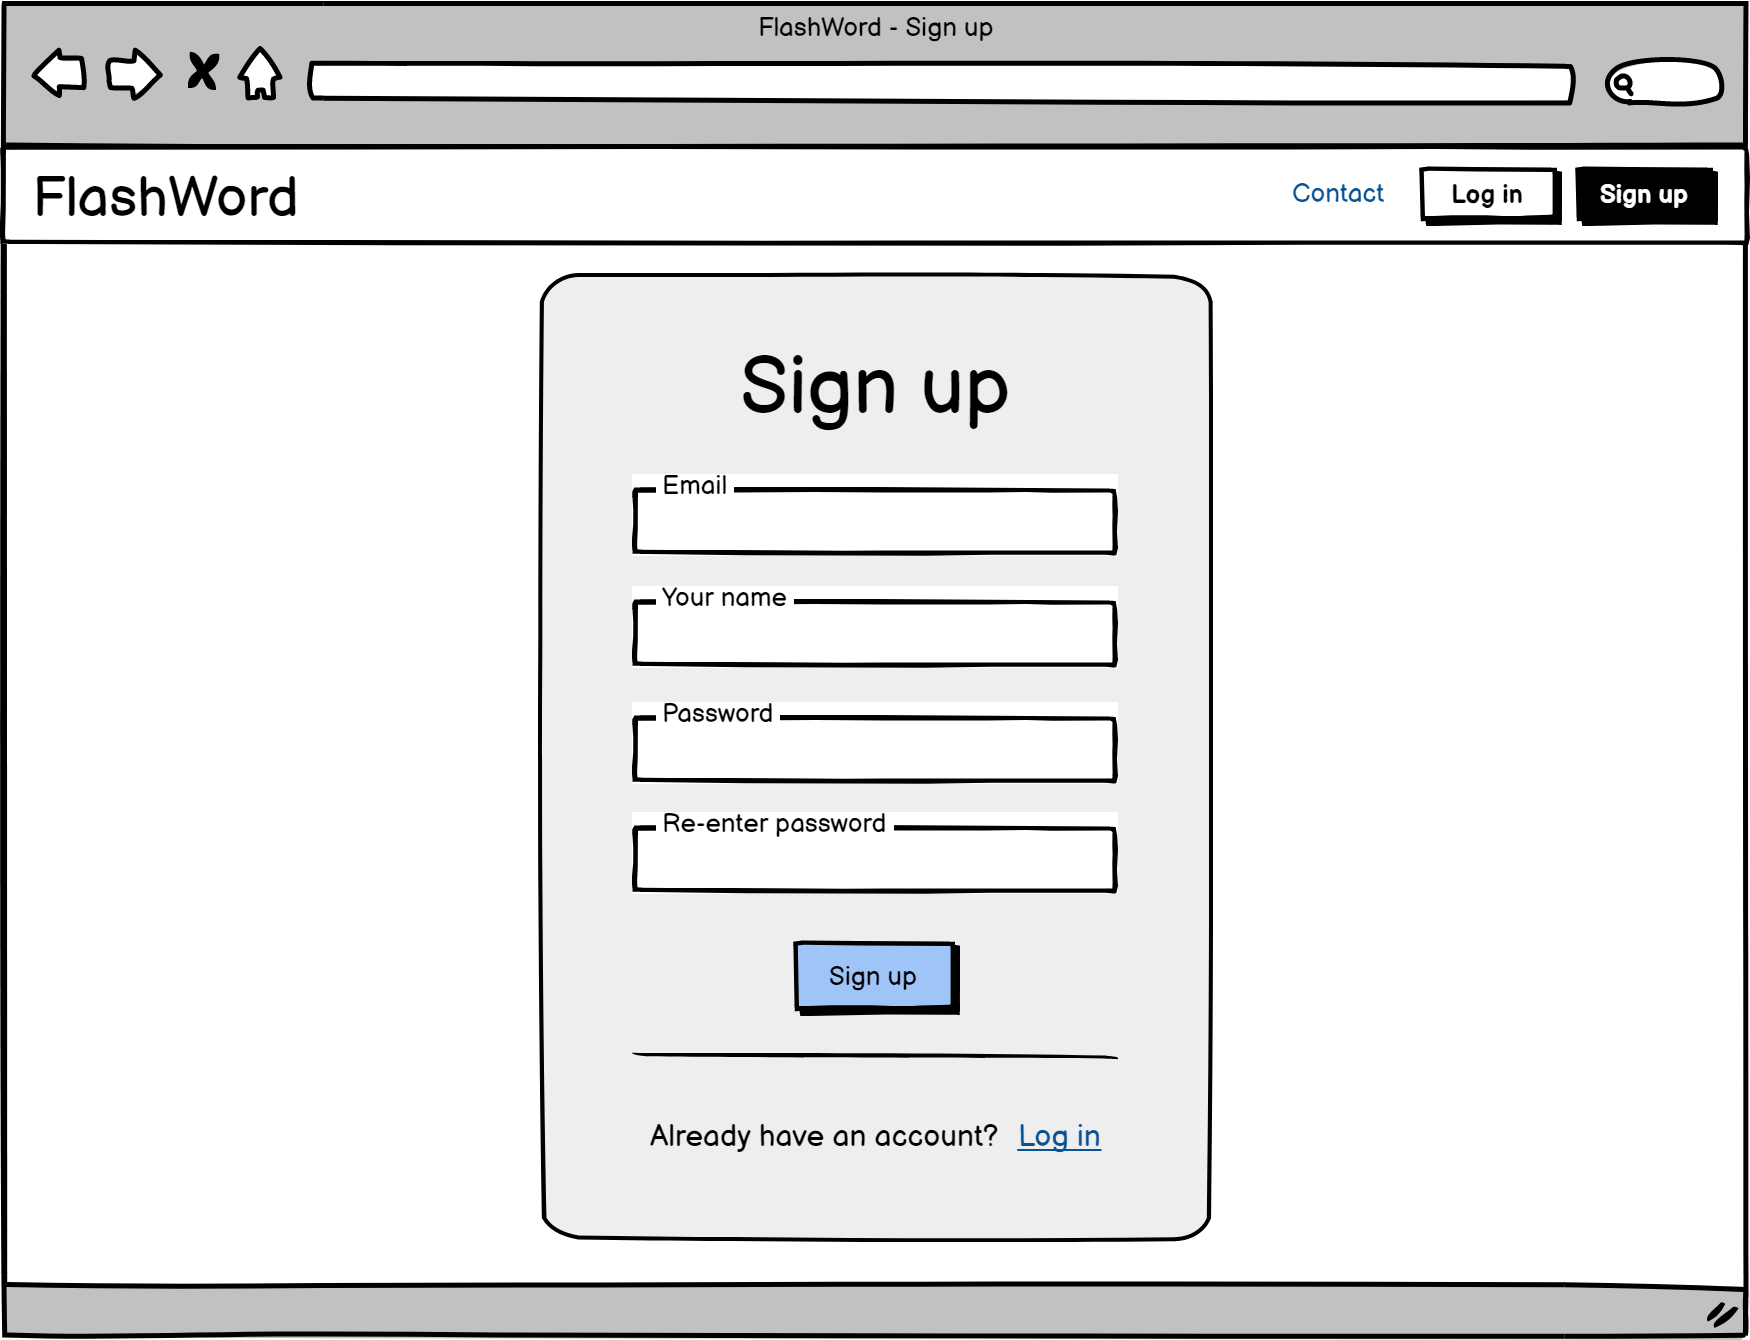 FlashWord - Sign up
FlashWord
Contact
Log in
Sign up
Sign up
Email
Your name
Password
Re-enter password
Sign up
Already have an account? Log in